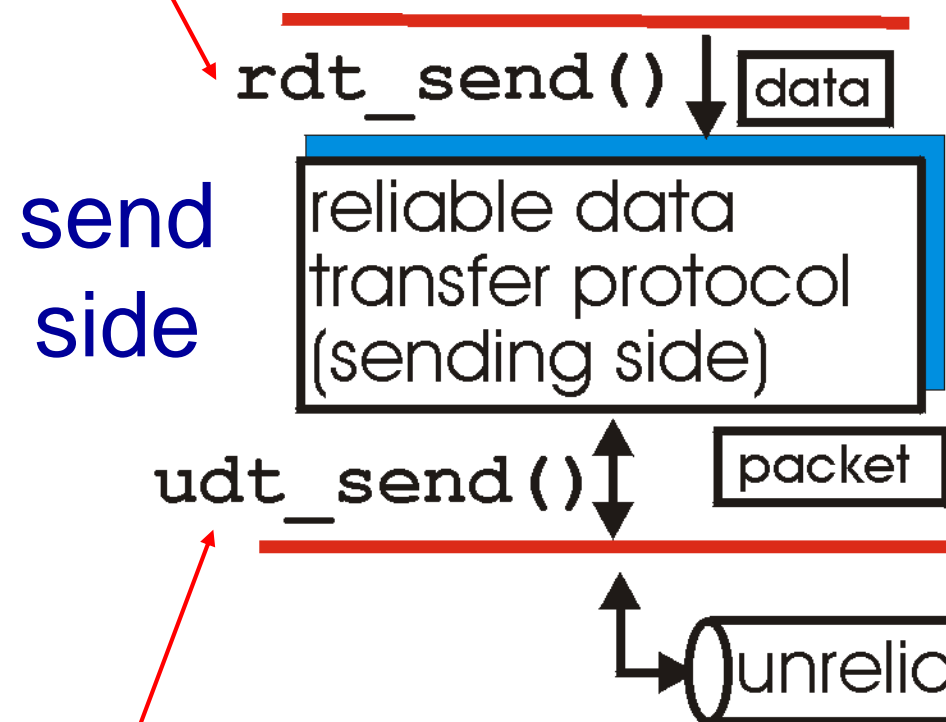 rdt_send()
data
send
side
reliable data
transfer protocol
(sending side)
udt_send()
packet